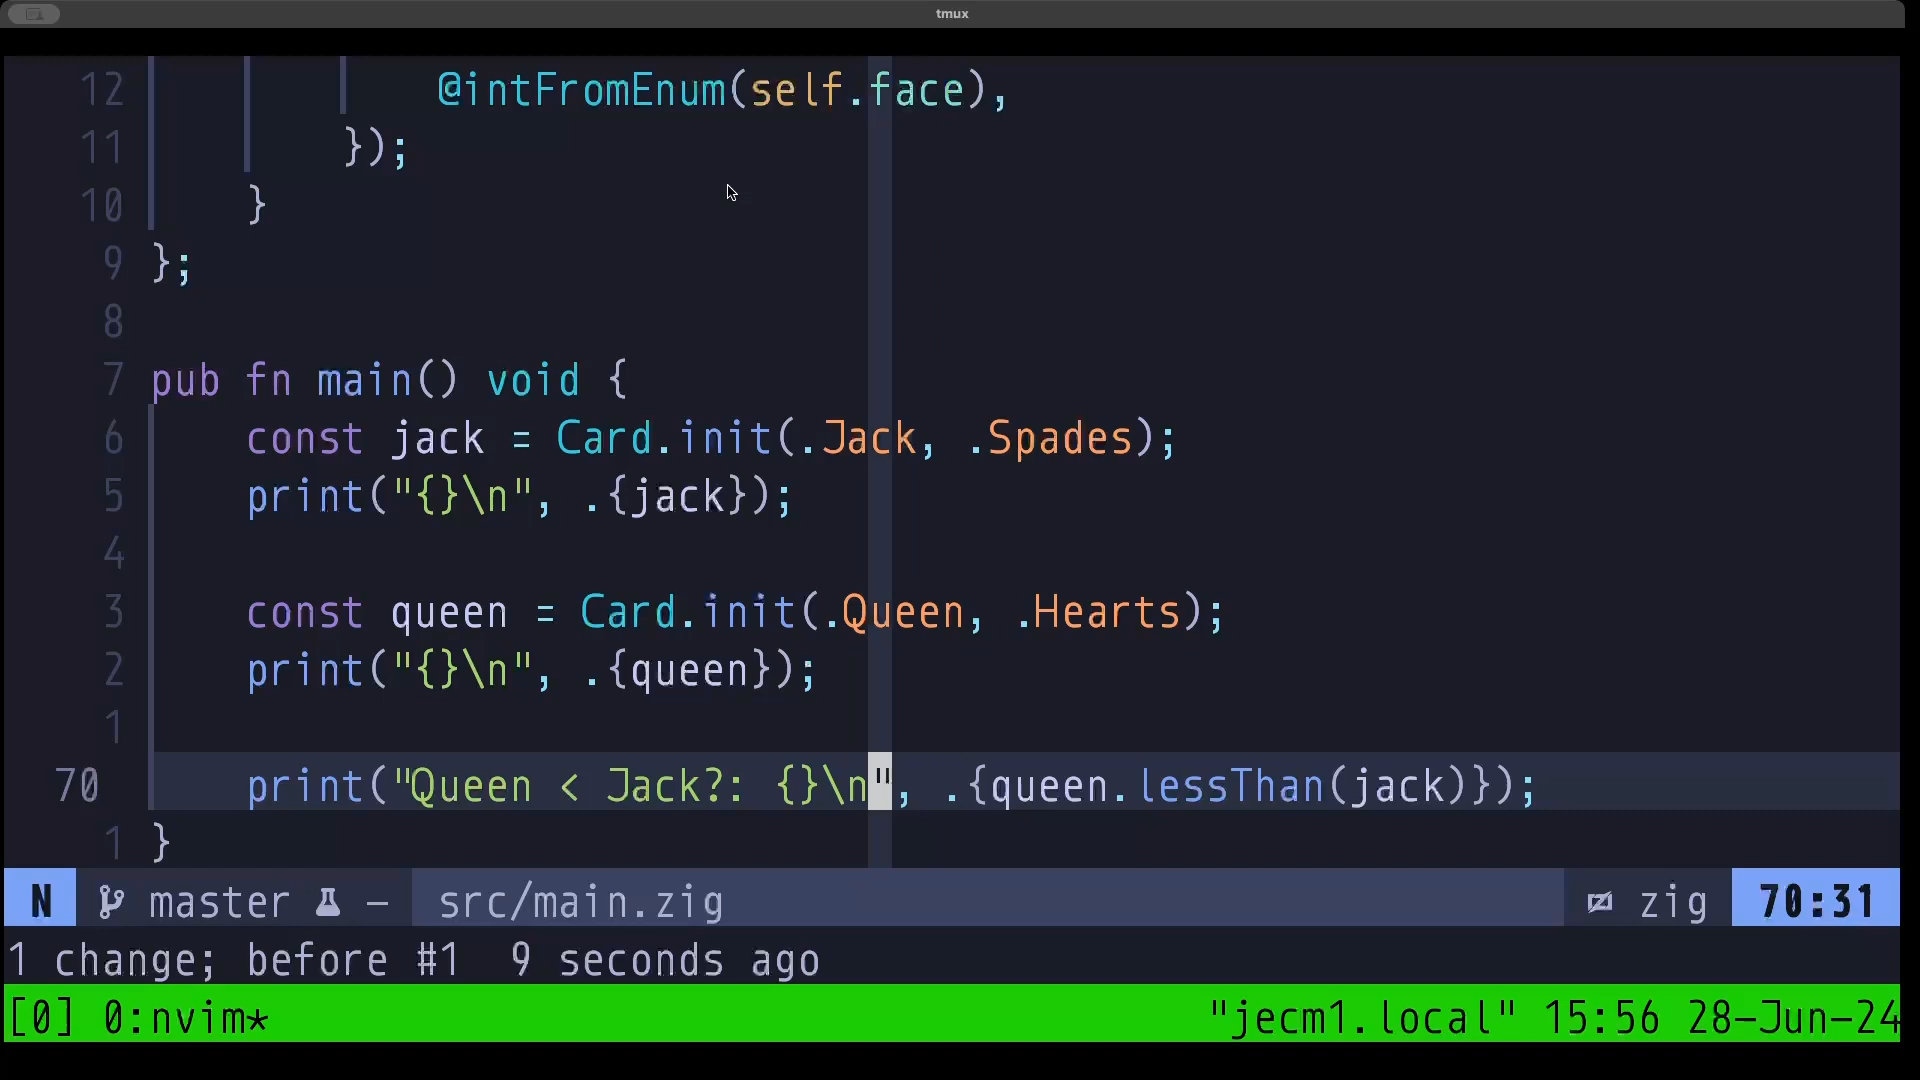 tmux
12 @intFromEnum(self.face),
11 });
10 }
9 };
8
7 pub fn main() void {
6 const jack = Card.init(.Jack, .Spades);
5 print("{}\n", .{jack});
4
3 const queen = Card.init(.Queen, .Hearts);
2 print("{}\n", .{queen});
1
70 print("Queen < Jack?: {}\n", .{queen.lessThan(jack)});
1 }
N master – src/main.zig zig 70:31
1 change; before #1 9 seconds ago
[0] 0:nvim* "jecm1.local" 15:56 28-Jun-24